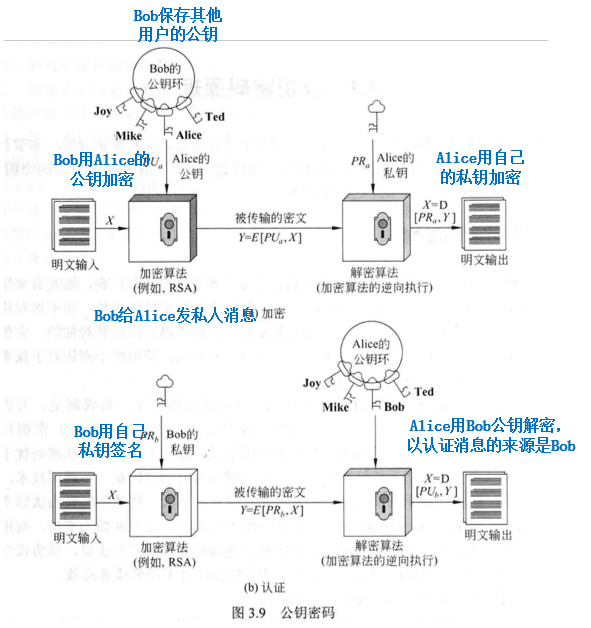 Bob保存其他
用户的公钥
Bob的
公钥环
Joy
Ted
Mike
Alice
Bob用Alice的
公钥加密
PUa
Alice的
公钥
PRa
Alice的
私钥
Alice用自己
的私钥加密
X
被传输的密文
Y=E[PUa,X]
X=D
[PRa,Y]
明文输入
加密算法
(例如, RSA)
解密算法
(加密算法的逆向执行)
明文输出
加密
Bob给Alice发私人消息
Alice的
公钥环
Joy
Ted
Mike
Bob
Bob用自己
私钥签名
PRb
Bob的
私钥
Alice用Bob公钥解密,
以认证消息的来源是Bob
X
被传输的密文
Y=E[PRb,X]
X=D
[PUb,Y]
明文输入
加密算法
(例如, RSA)
解密算法
(加密算法的逆向执行)
明文输出
(b) 认证
图 3.9 公钥密码